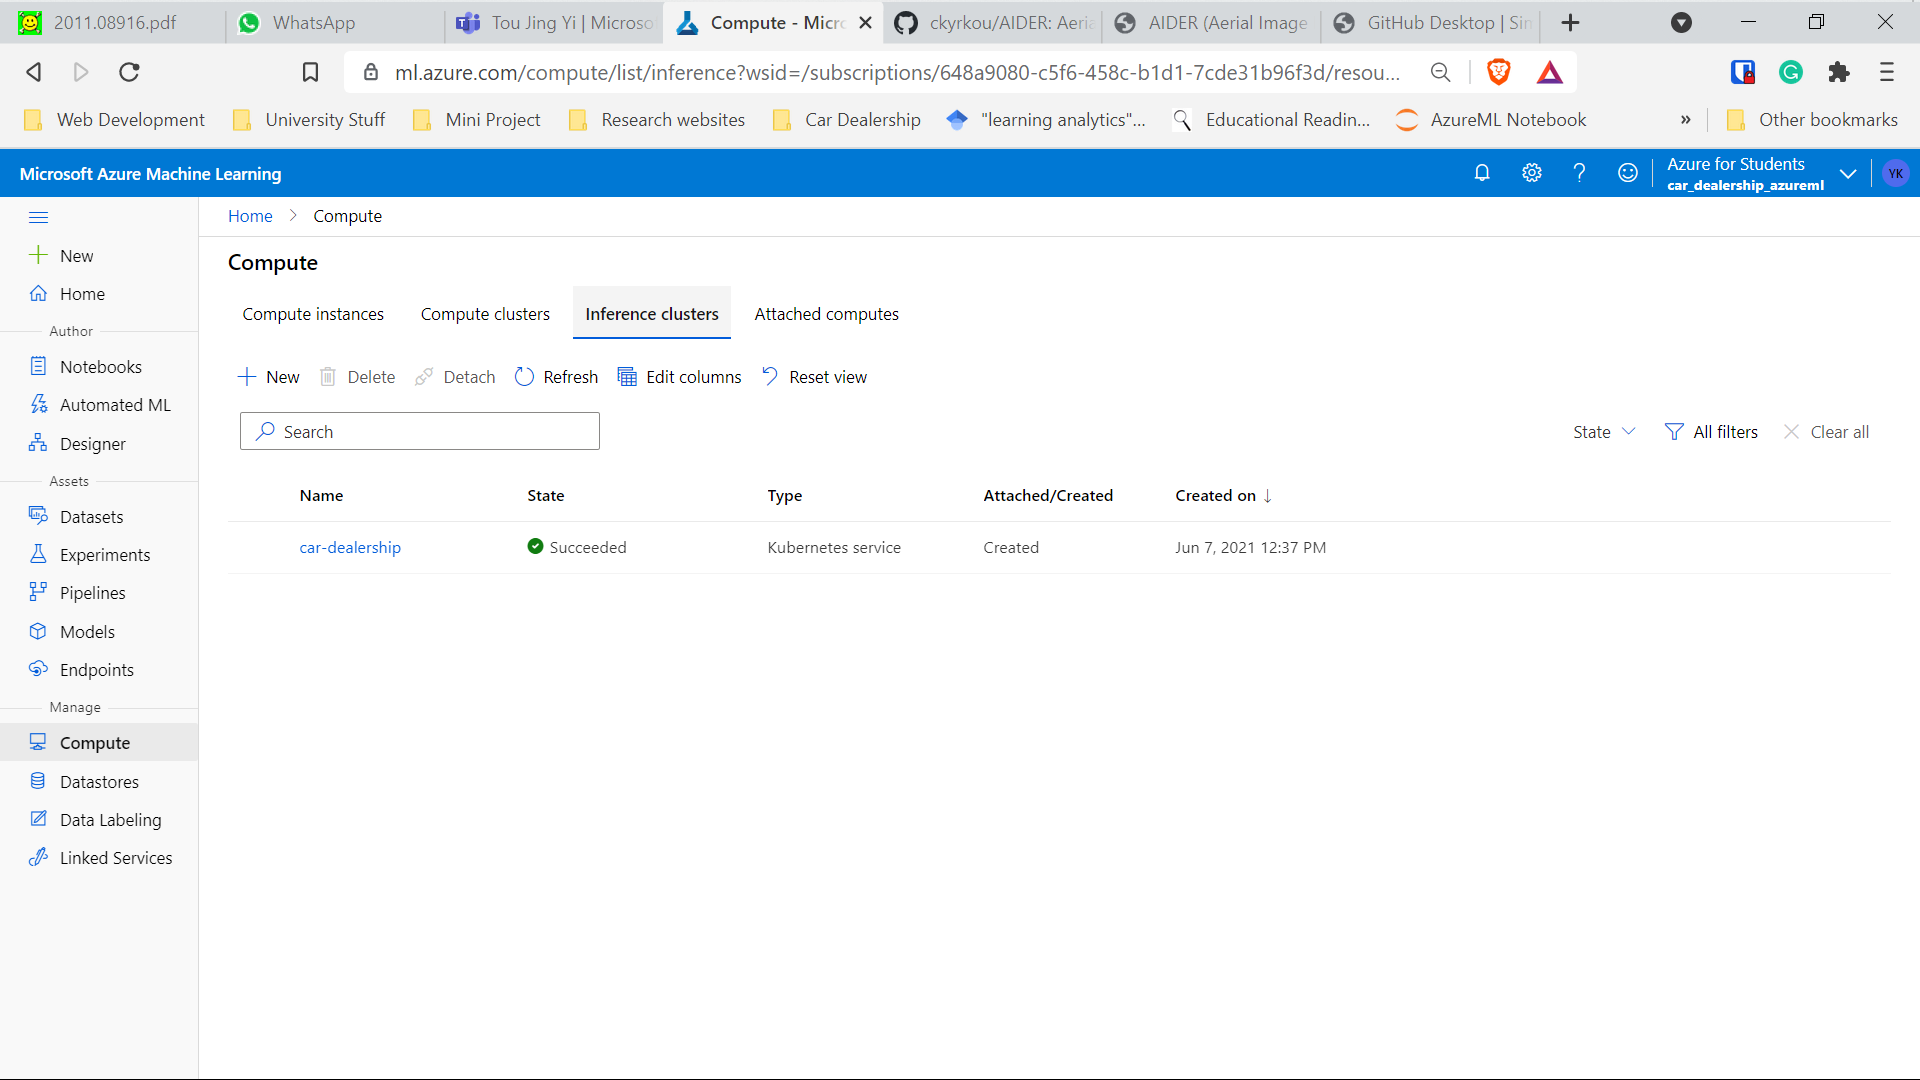 2011.08916.pdf WhatsApp Tou Jing Yi | Microso Compute - Micro ckyrkou/AIDER: Aeria AIDER (Aerial Image GitHub Desktop | Sim
ml.azure.com/compute/list/inference?wsid=/subscriptions/648a9080-c5f6-458c-b1d1-7cde31b96f3d/resou...
Web Development University Stuff Mini Project Research websites Car Dealership "learning analytics"... Educational Readin... AzureML Notebook » Other bookmarks
Microsoft Azure Machine Learning
Azure for Students
car_dealership_azureml
YK
Home > Compute
Compute
Compute instances Compute clusters Inference clusters Attached computes
New Delete Detach Refresh Edit columns Reset view
Search
State All filters Clear all
Name State Type Attached/Created Created on ↓
car-dealership Succeeded Kubernetes service Created Jun 7, 2021 12:37 PM
New
Home
Author
Notebooks
Automated ML
Designer
Assets
Datasets
Experiments
Pipelines
Models
Endpoints
Manage
Compute
Datastores
Data Labeling
Linked Services